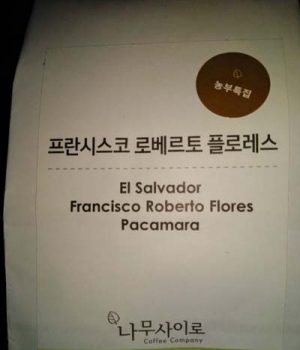 농부특집
프란시스코 로베르토 플로레스
El Salvador
Francisco Roberto Flores
Pacamara
나무사이로
Coffee Company